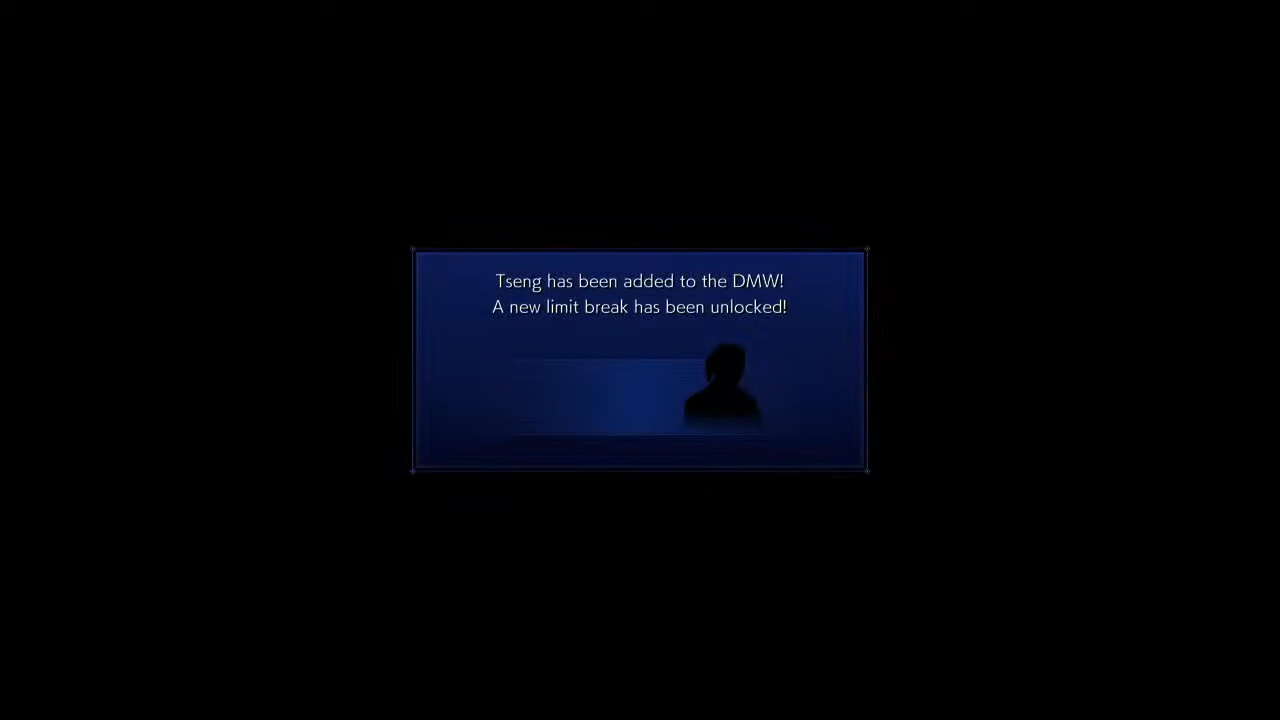 Tseng has been added to the DMW!
A new limit break has been unlocked!